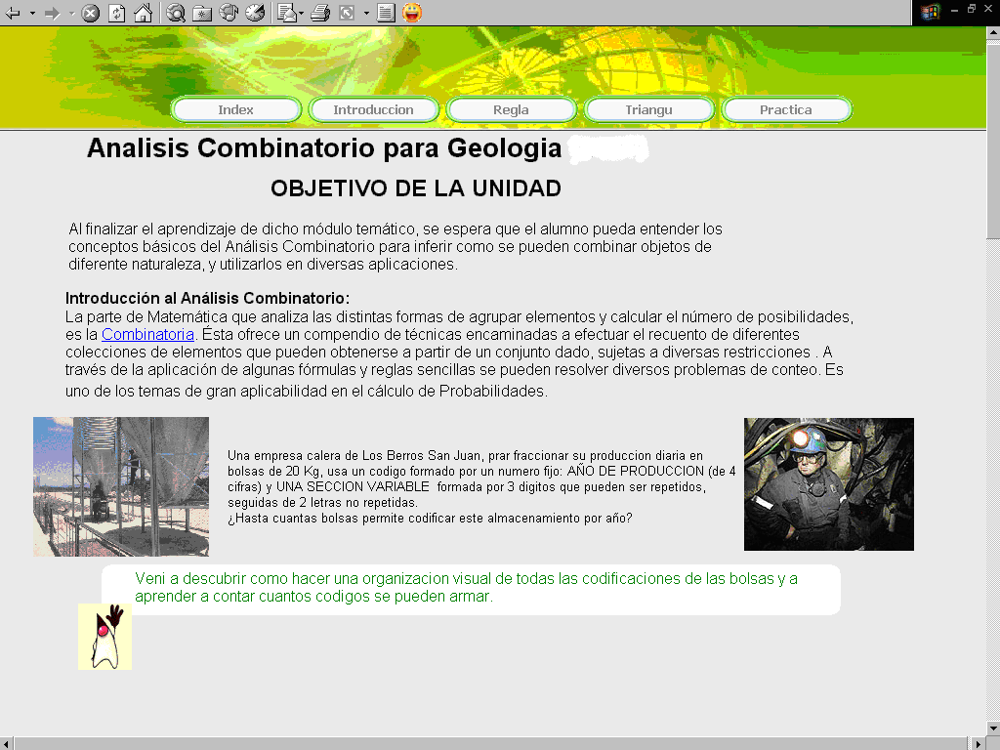 Index Introduccion Regla Triangu Practica
Analisis Combinatorio para Geologia
OBJETIVO DE LA UNIDAD
Al finalizar el aprendizaje de dicho módulo temático, se espera que el alumno pueda entender los
conceptos básicos del Análisis Combinatorio para inferir como se pueden combinar objetos de
diferente naturaleza, y utilizarlos en diversas aplicaciones.
Introducción al Análisis Combinatorio:
La parte de Matemática que analiza las distintas formas de agrupar elementos y calcular el número de posibilidades,
es la Combinatoria. Ésta ofrece un compendio de técnicas encaminadas a efectuar el recuento de diferentes
colecciones de elementos que pueden obtenerse a partir de un conjunto dado, sujetas a diversas restricciones . A
través de la aplicación de algunas fórmulas y reglas sencillas se pueden resolver diversos problemas de conteo. Es
uno de los temas de gran aplicabilidad en el cálculo de Probabilidades.
Una empresa calera de Los Berros San Juan, prar fraccionar su produccion diaria en
bolsas de 20 Kg, usa un codigo formado por un numero fijo: AÑO DE PRODUCCION (de 4
cifras) y UNA SECCION VARIABLE formada por 3 digitos que pueden ser repetidos,
seguidas de 2 letras no repetidas.
¿Hasta cuantas bolsas permite codificar este almacenamiento por año?
Veni a descubrir como hacer una organizacion visual de todas las codificaciones de las bolsas y a
aprender a contar cuantos codigos se pueden armar.